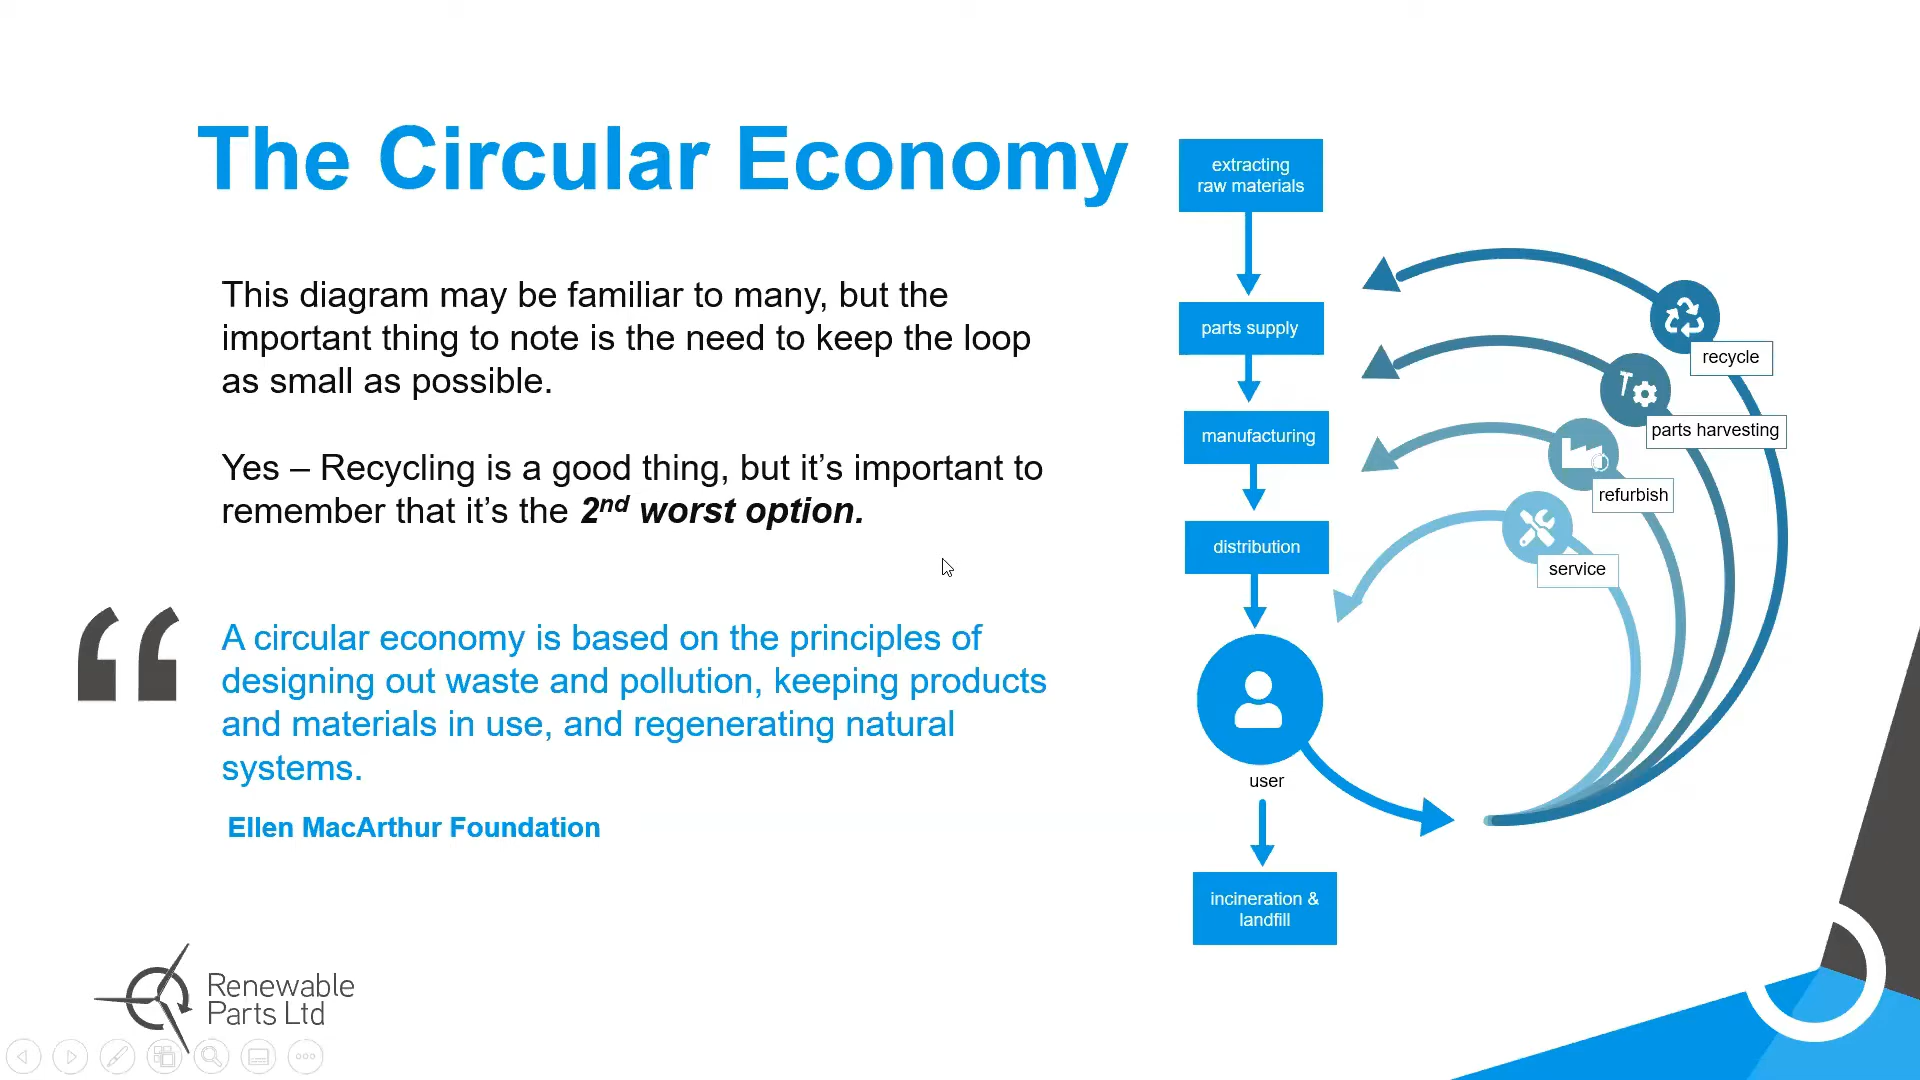 The Circular Economy
This diagram may be familiar to many, but the
important thing to note is the need to keep the loop
as small as possible.
Yes – Recycling is a good thing, but it’s important to
remember that it’s the 2nd worst option.
“
A circular economy is based on the principles of
designing out waste and pollution, keeping products
and materials in use, and regenerating natural
systems.
Ellen MacArthur Foundation
extracting
raw materials
parts supply
manufacturing
distribution
user
incineration &
landfill
recycle
parts harvesting
refurbish
service
Renewable
Parts Ltd